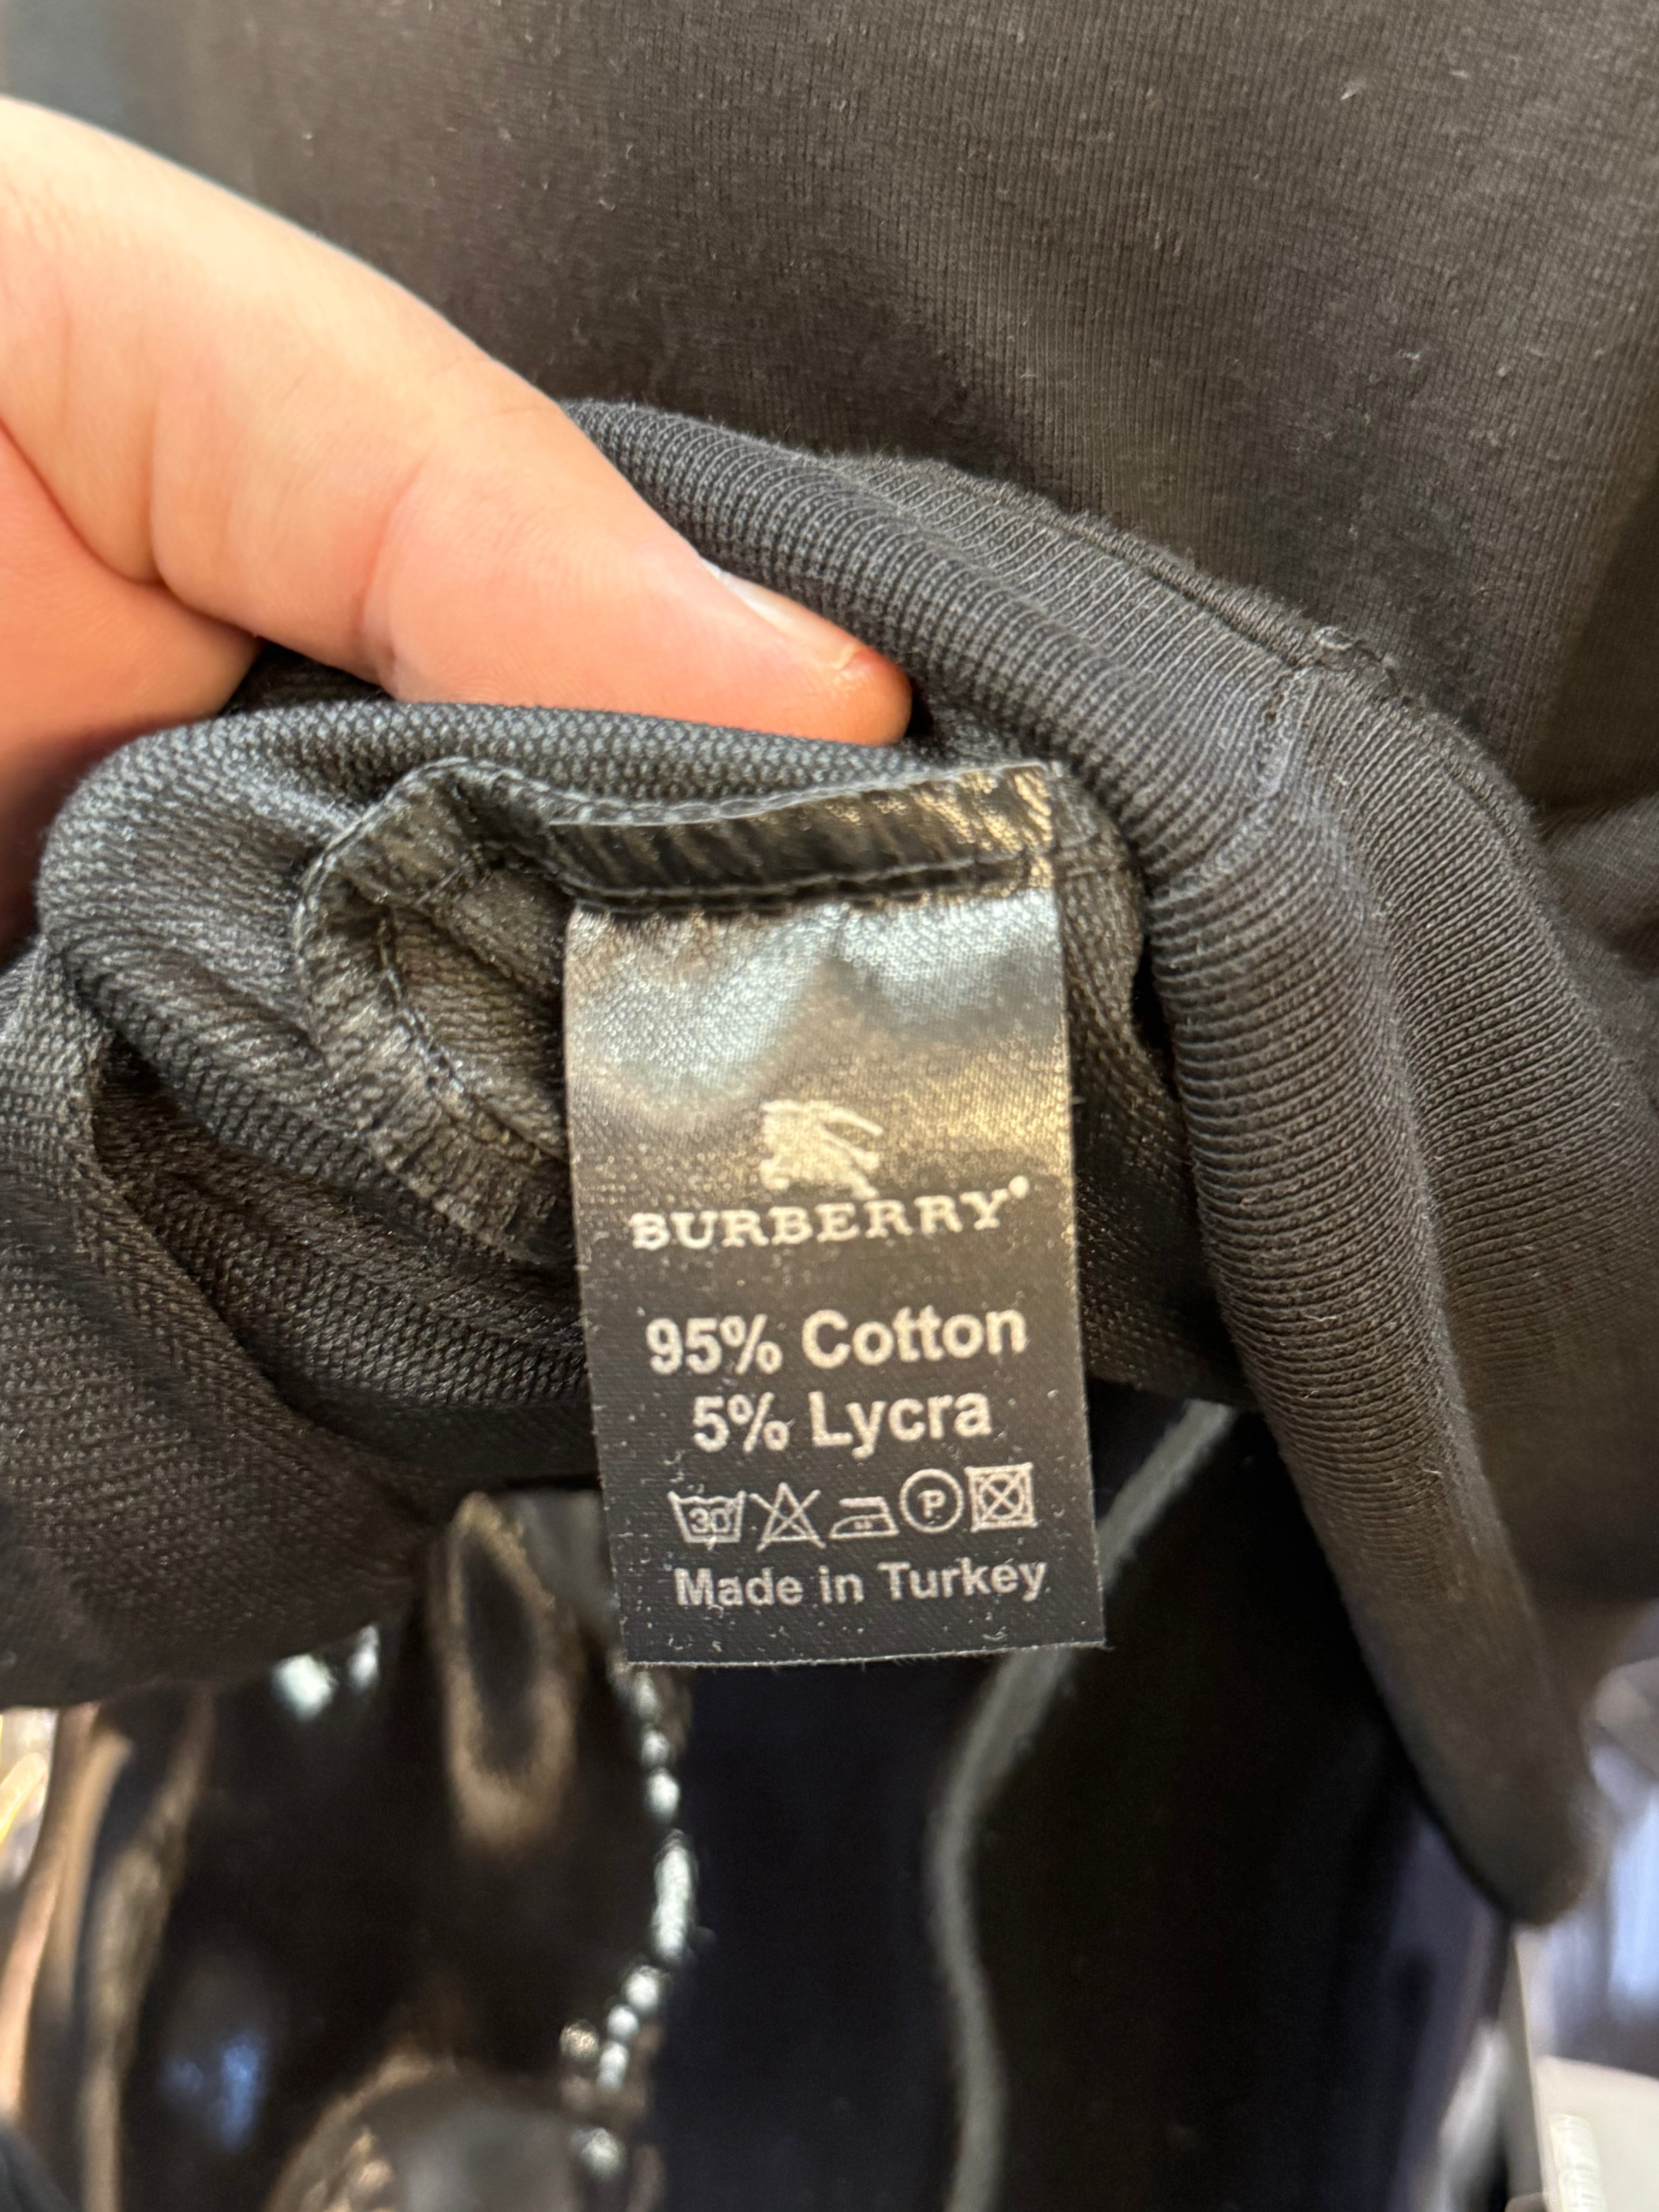 BURBERRY®
95% Cotton
5% Lycra
30 P
Made in Turkey